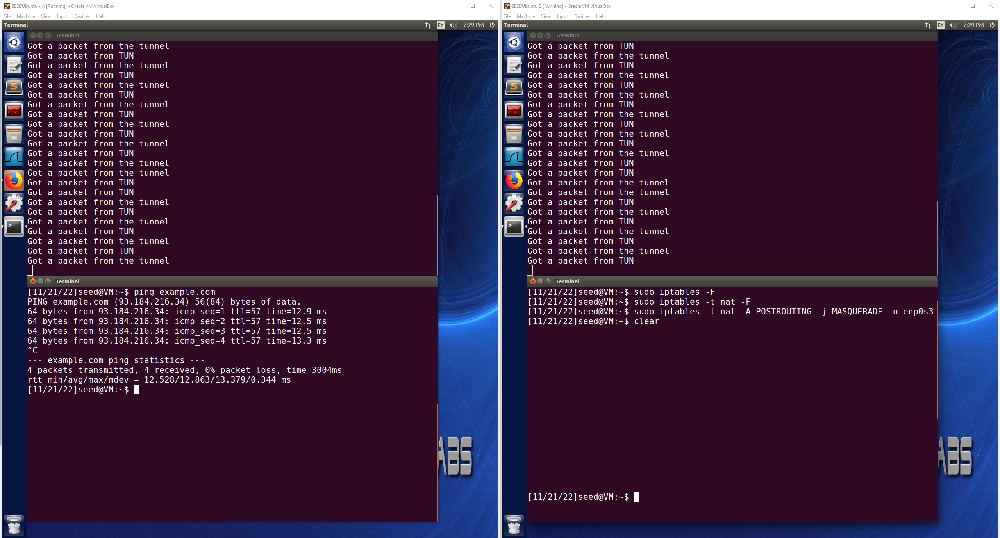 SEEDUbuntu - A [Running] - Oracle VM VirtualBox
File Machine View Input Devices Help
Terminal En 7:29 PM
Terminal
Got a packet from the tunnel
Got a packet from TUN
Got a packet from the tunnel
Got a packet from TUN
Got a packet from the tunnel
Got a packet from TUN
Got a packet from the tunnel
Got a packet from TUN
Got a packet from the tunnel
Got a packet from TUN
Got a packet from the tunnel
Got a packet from TUN
Got a packet from the tunnel
Got a packet from the tunnel
Got a packet from TUN
Got a packet from TUN
Got a packet from the tunnel
Got a packet from TUN
Got a packet from the tunnel
Got a packet from TUN
Got a packet from the tunnel
Got a packet from TUN
Got a packet from the tunnel
Terminal
[11/21/22]seed@VM:~$ ping example.com
PING example.com (93.184.216.34) 56(84) bytes of data.
64 bytes from 93.184.216.34: icmp_seq=1 ttl=57 time=12.9 ms
64 bytes from 93.184.216.34: icmp_seq=2 ttl=57 time=12.5 ms
64 bytes from 93.184.216.34: icmp_seq=3 ttl=57 time=12.5 ms
64 bytes from 93.184.216.34: icmp_seq=4 ttl=57 time=13.3 ms
^C
--- example.com ping statistics ---
4 packets transmitted, 4 received, 0% packet loss, time 3004ms
rtt min/avg/max/mdev = 12.528/12.863/13.379/0.344 ms
[11/21/22]seed@VM:~$
ABS
SEEDUbuntu B [Running] - Oracle VM VirtualBox
File Machine View Input Devices Help
Terminal En 7:29 PM
Terminal
Got a packet from TUN
Got a packet from the tunnel
Got a packet from TUN
Got a packet from the tunnel
Got a packet from TUN
Got a packet from the tunnel
Got a packet from TUN
Got a packet from the tunnel
Got a packet from TUN
Got a packet from the tunnel
Got a packet from TUN
Got a packet from the tunnel
Got a packet from TUN
Got a packet from TUN
Got a packet from the tunnel
Got a packet from the tunnel
Got a packet from TUN
Got a packet from the tunnel
Got a packet from TUN
Got a packet from the tunnel
Got a packet from TUN
Got a packet from the tunnel
Got a packet from TUN
Terminal
[11/21/22]seed@VM:~$ sudo iptables -F
[11/21/22]seed@VM:~$ sudo iptables -t nat -F
[11/21/22]seed@VM:~$ sudo iptables -t nat -A POSTROUTING -j MASQUERADE -o enp0s3
[11/21/22]seed@VM:~$ clear
[11/21/22]seed@VM:~$
ABS